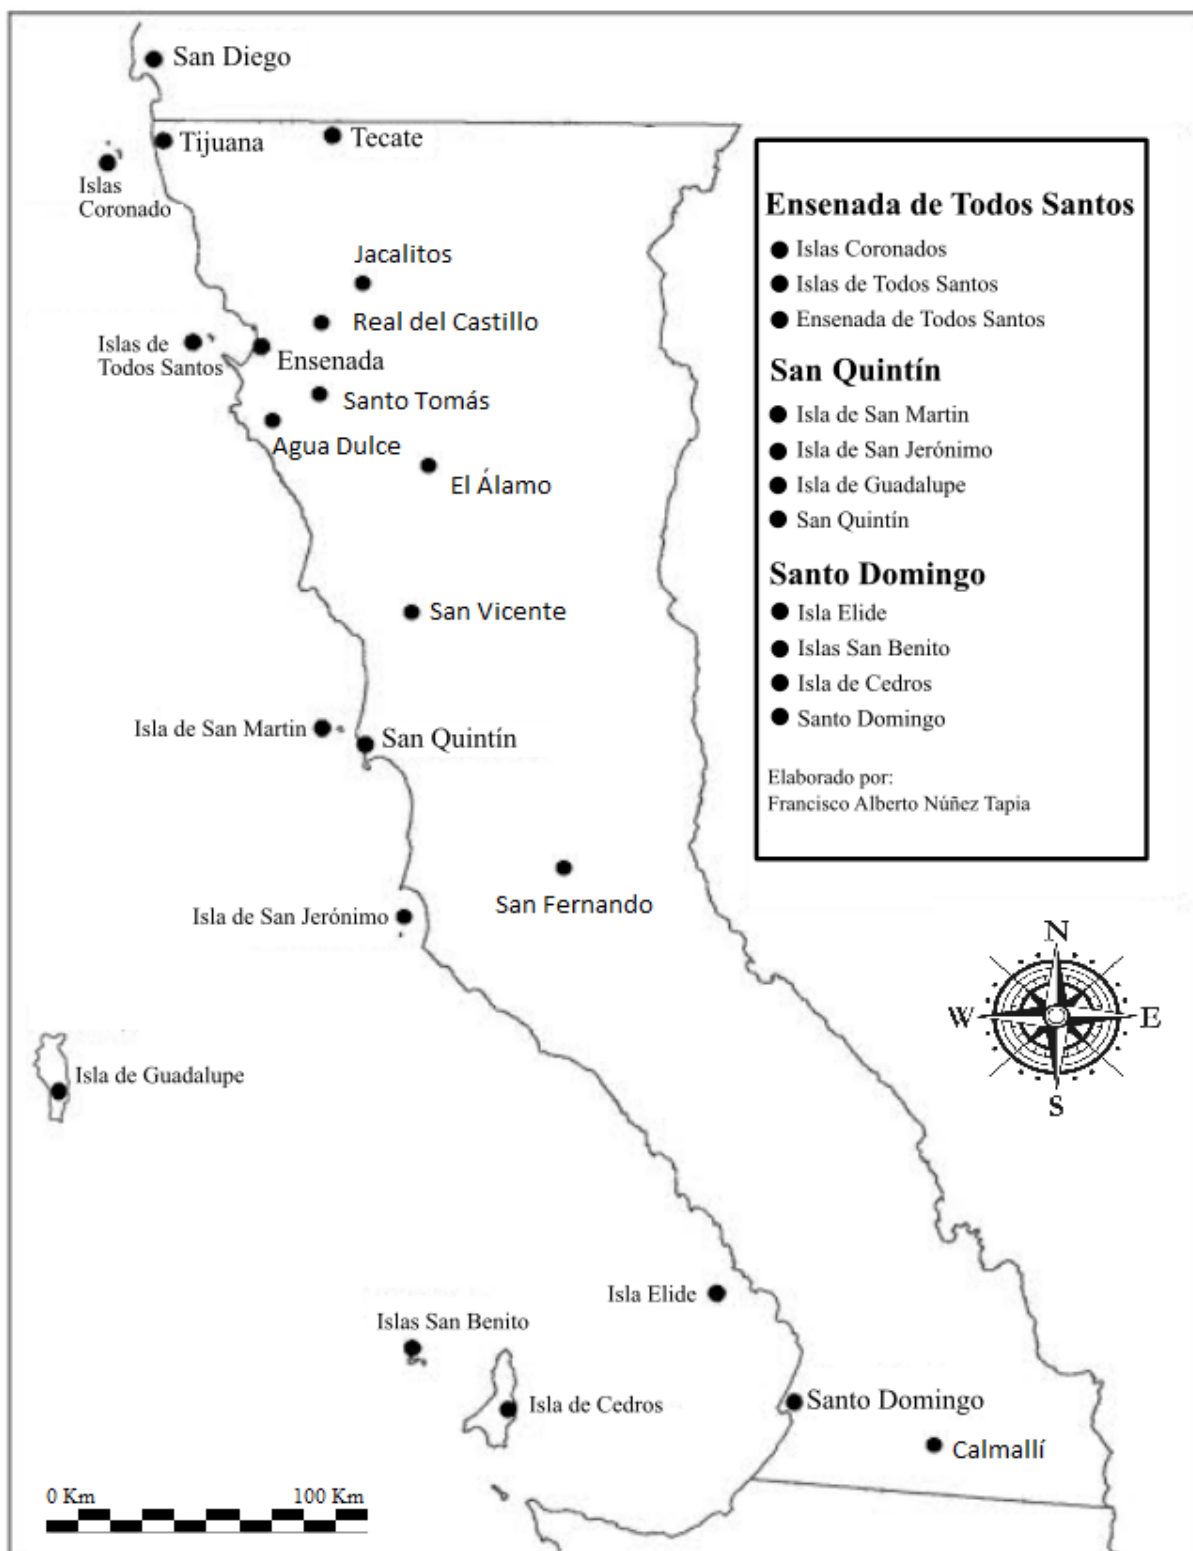 San Diego
Tijuana
Tecate
Islas
Coronado
Jacalitos
Real del Castillo
Islas de
Todos Santos
Ensenada
Santo Tomás
Agua Dulce
El Álamo
San Vicente
Isla de San Martin
San Quintín
San Fernando
Isla de San Jerónimo
Isla de Guadalupe
Isla Elide
Islas San Benito
Isla de Cedros
Santo Domingo
Calmallí
0 Km
100 Km
Ensenada de Todos Santos
Islas Coronados
Islas de Todos Santos
Ensenada de Todos Santos
San Quintín
Isla de San Martin
Isla de San Jerónimo
Isla de Guadalupe
San Quintín
Santo Domingo
Isla Elide
Islas San Benito
Isla de Cedros
Santo Domingo
Elaborado por:
Francisco Alberto Núñez Tapia
N
W
E
S